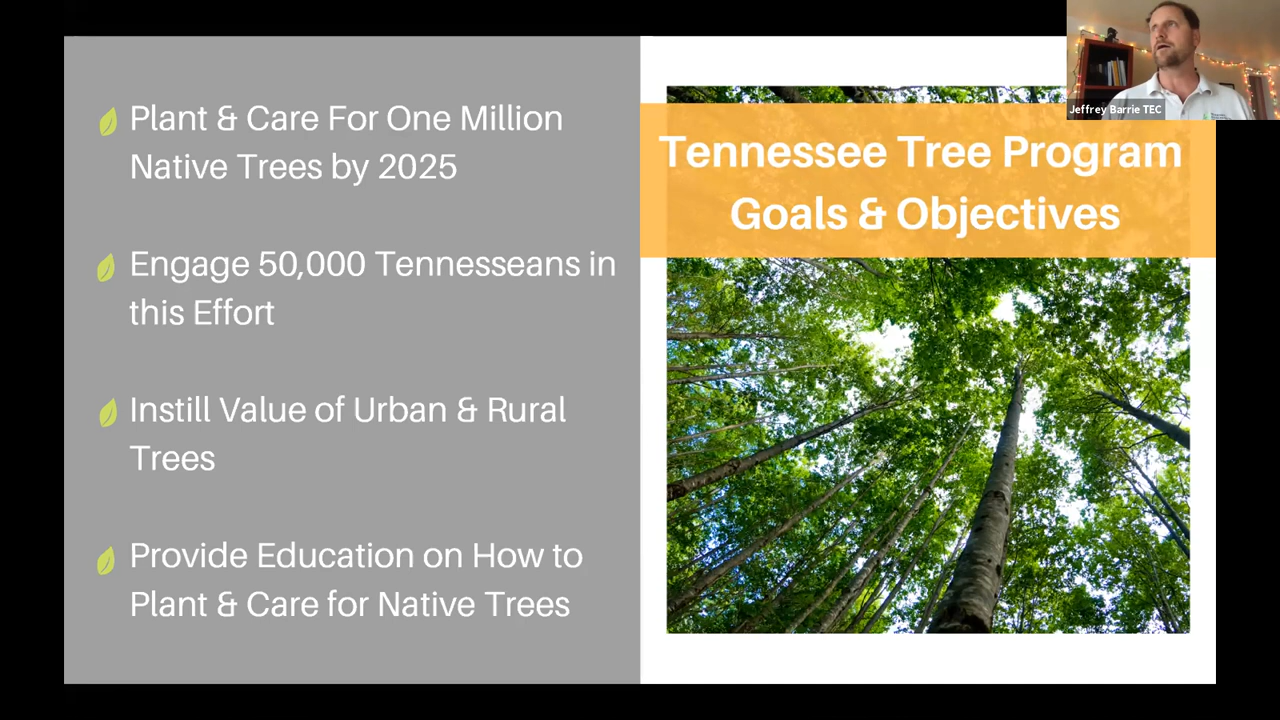 Plant & Care For One Million
Native Trees by 2025
Engage 50,000 Tennesseans in
this Effort
Instill Value of Urban & Rural
Trees
Provide Education on How to
Plant & Care for Native Trees
Tennessee Tree Program
Goals & Objectives
Jeffrey Barrie TEC